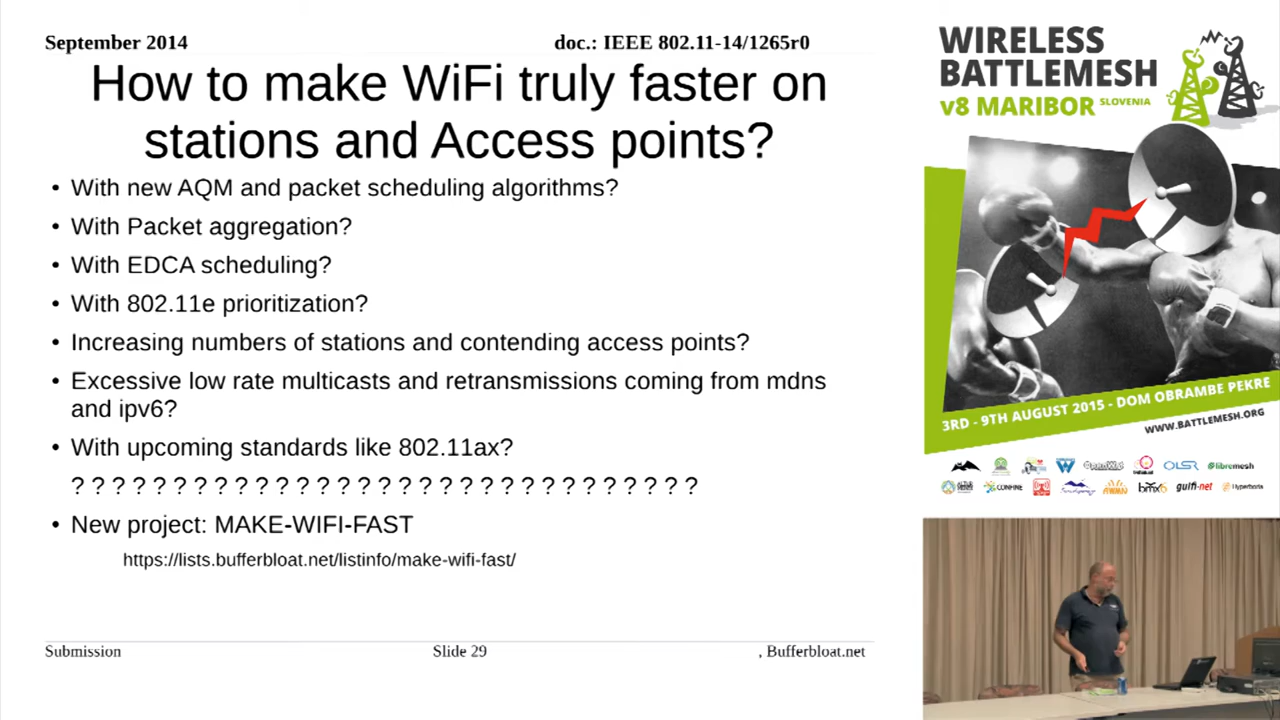 September 2014
doc.: IEEE 802.11-14/1265r0
How to make WiFi truly faster on
stations and Access points?
• With new AQM and packet scheduling algorithms?
• With Packet aggregation?
• With EDCA scheduling?
• With 802.11e prioritization?
• Increasing numbers of stations and contending access points?
• Excessive low rate multicasts and retransmissions coming from mdns
and ipv6?
• With upcoming standards like 802.11ax?
? ? ? ? ? ? ? ? ? ? ? ? ? ? ? ? ? ? ? ? ? ? ? ? ? ? ? ? ? ? ?
• New project: MAKE-WIFI-FAST
https://lists.bufferbloat.net/listinfo/make-wifi-fast/
Submission
Slide 29
, Bufferbloat.net
WIRELESS
BATTLEMESH
v8 MARIBOR SLOVENIA
3RD - 9TH AUGUST 2015 - DOM OBRAMBE PEKRE
WWW.BATTLEMESH.ORG
OLSR
libremesh
CONFINE
bmx6
guifi·net